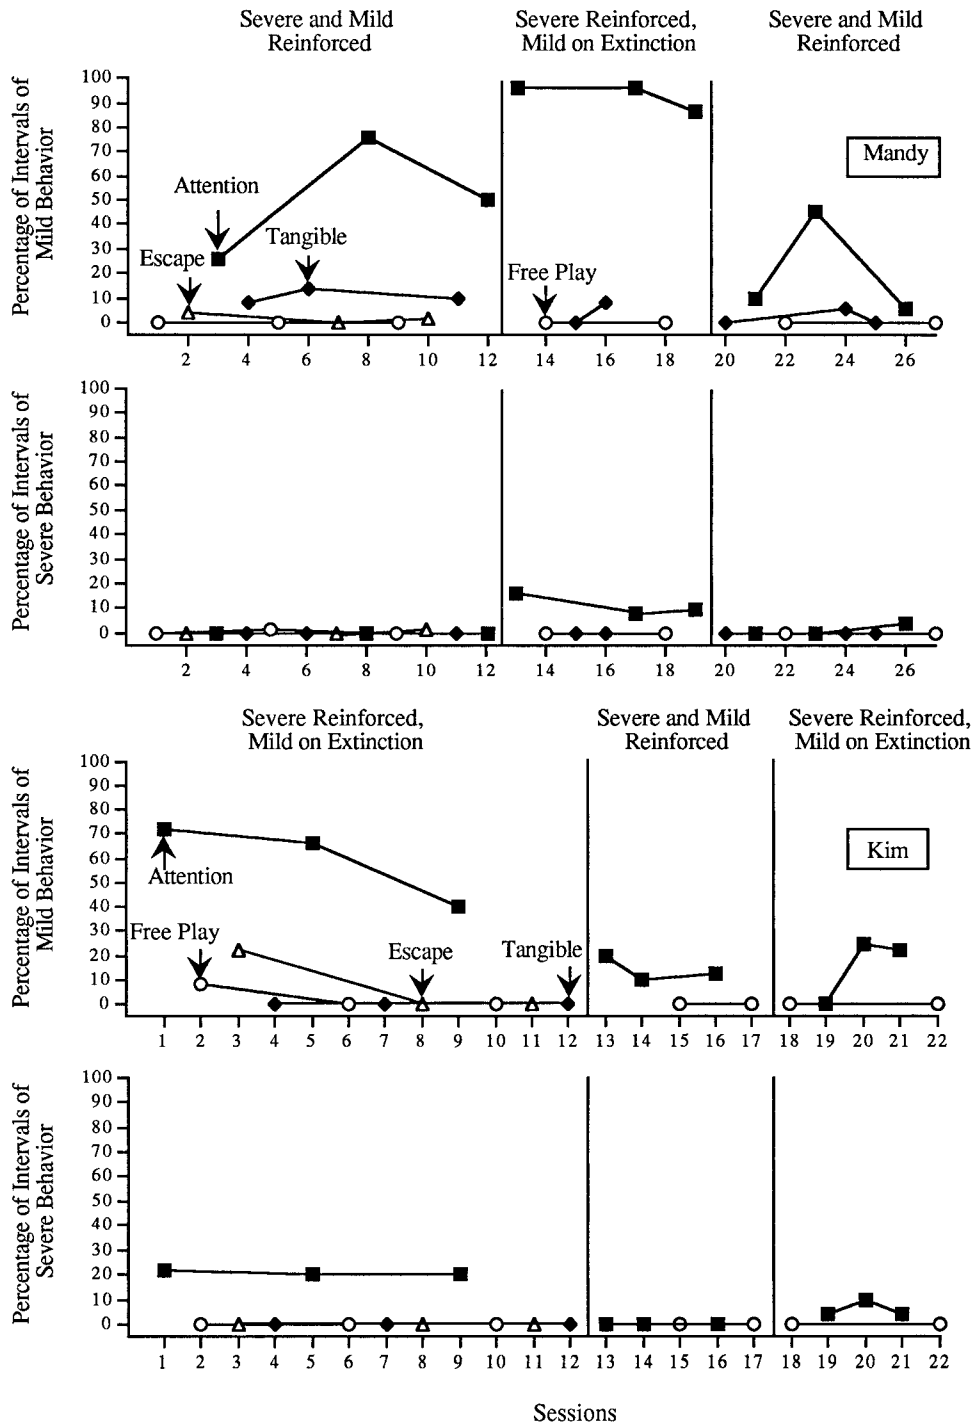 Severe and Mild
Reinforced
Severe Reinforced,
Mild on Extinction
Severe and Mild
Reinforced
Percentage of Intervals of
Mild Behavior
100
90
80
70
60
50
40
30
20
10
0
Attention
Escape
Tangible
Free Play
Mandy
2 4 6 8 10 12 14 16 18 20 22 24 26
Percentage of Intervals of
Severe Behavior
100
90
80
70
60
50
40
30
20
10
0
2 4 6 8 10 12 14 16 18 20 22 24 26
Severe Reinforced,
Mild on Extinction
Severe and Mild
Reinforced
Severe Reinforced,
Mild on Extinction
Percentage of Intervals of
Mild Behavior
100
90
80
70
60
50
40
30
20
10
0
Attention
Free Play
Escape
Tangible
Kim
1 2 3 4 5 6 7 8 9 10 11 12 13 14 15 16 17 18 19 20 21 22
Percentage of Intervals of
Severe Behavior
100
90
80
70
60
50
40
30
20
10
0
1 2 3 4 5 6 7 8 9 10 11 12 13 14 15 16 17 18 19 20 21 22
Sessions